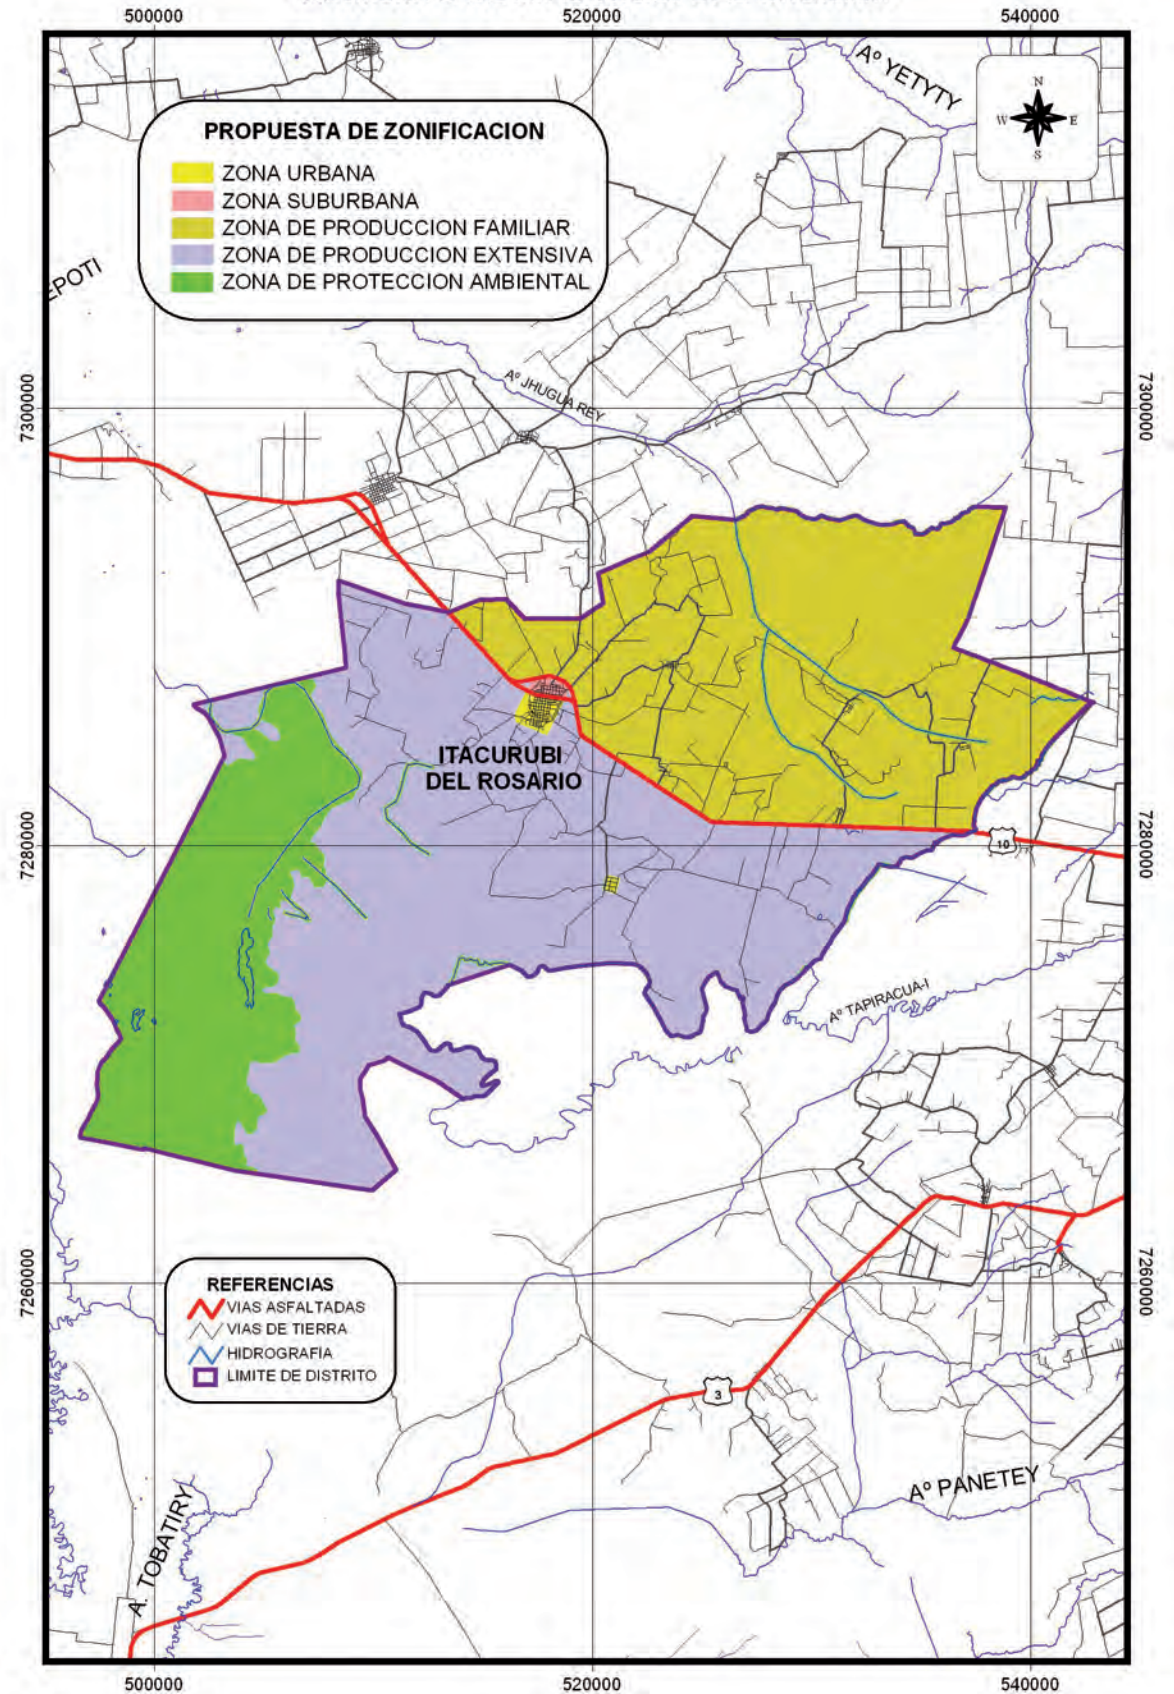 500000
520000
540000
Aº YETYTY
N
W
E
S
PROPUESTA DE ZONIFICACION
ZONA URBANA
ZONA SUBURBANA
ZONA DE PRODUCCION FAMILIAR
ZONA DE PRODUCCION EXTENSIVA
ZONA DE PROTECCION AMBIENTAL
EPOTI
Aº JHUGUA REY
7300000
7300000
ITACURUBI
DEL ROSARIO
7280000
10
7280000
Aº TAPIRACUA-I
7260000
7260000
REFERENCIAS
VIAS ASFALTADAS
VIAS DE TIERRA
HIDROGRAFIA
LIMITE DE DISTRITO
3
Aº PANETEY
A. TOBATIRY
500000
520000
540000